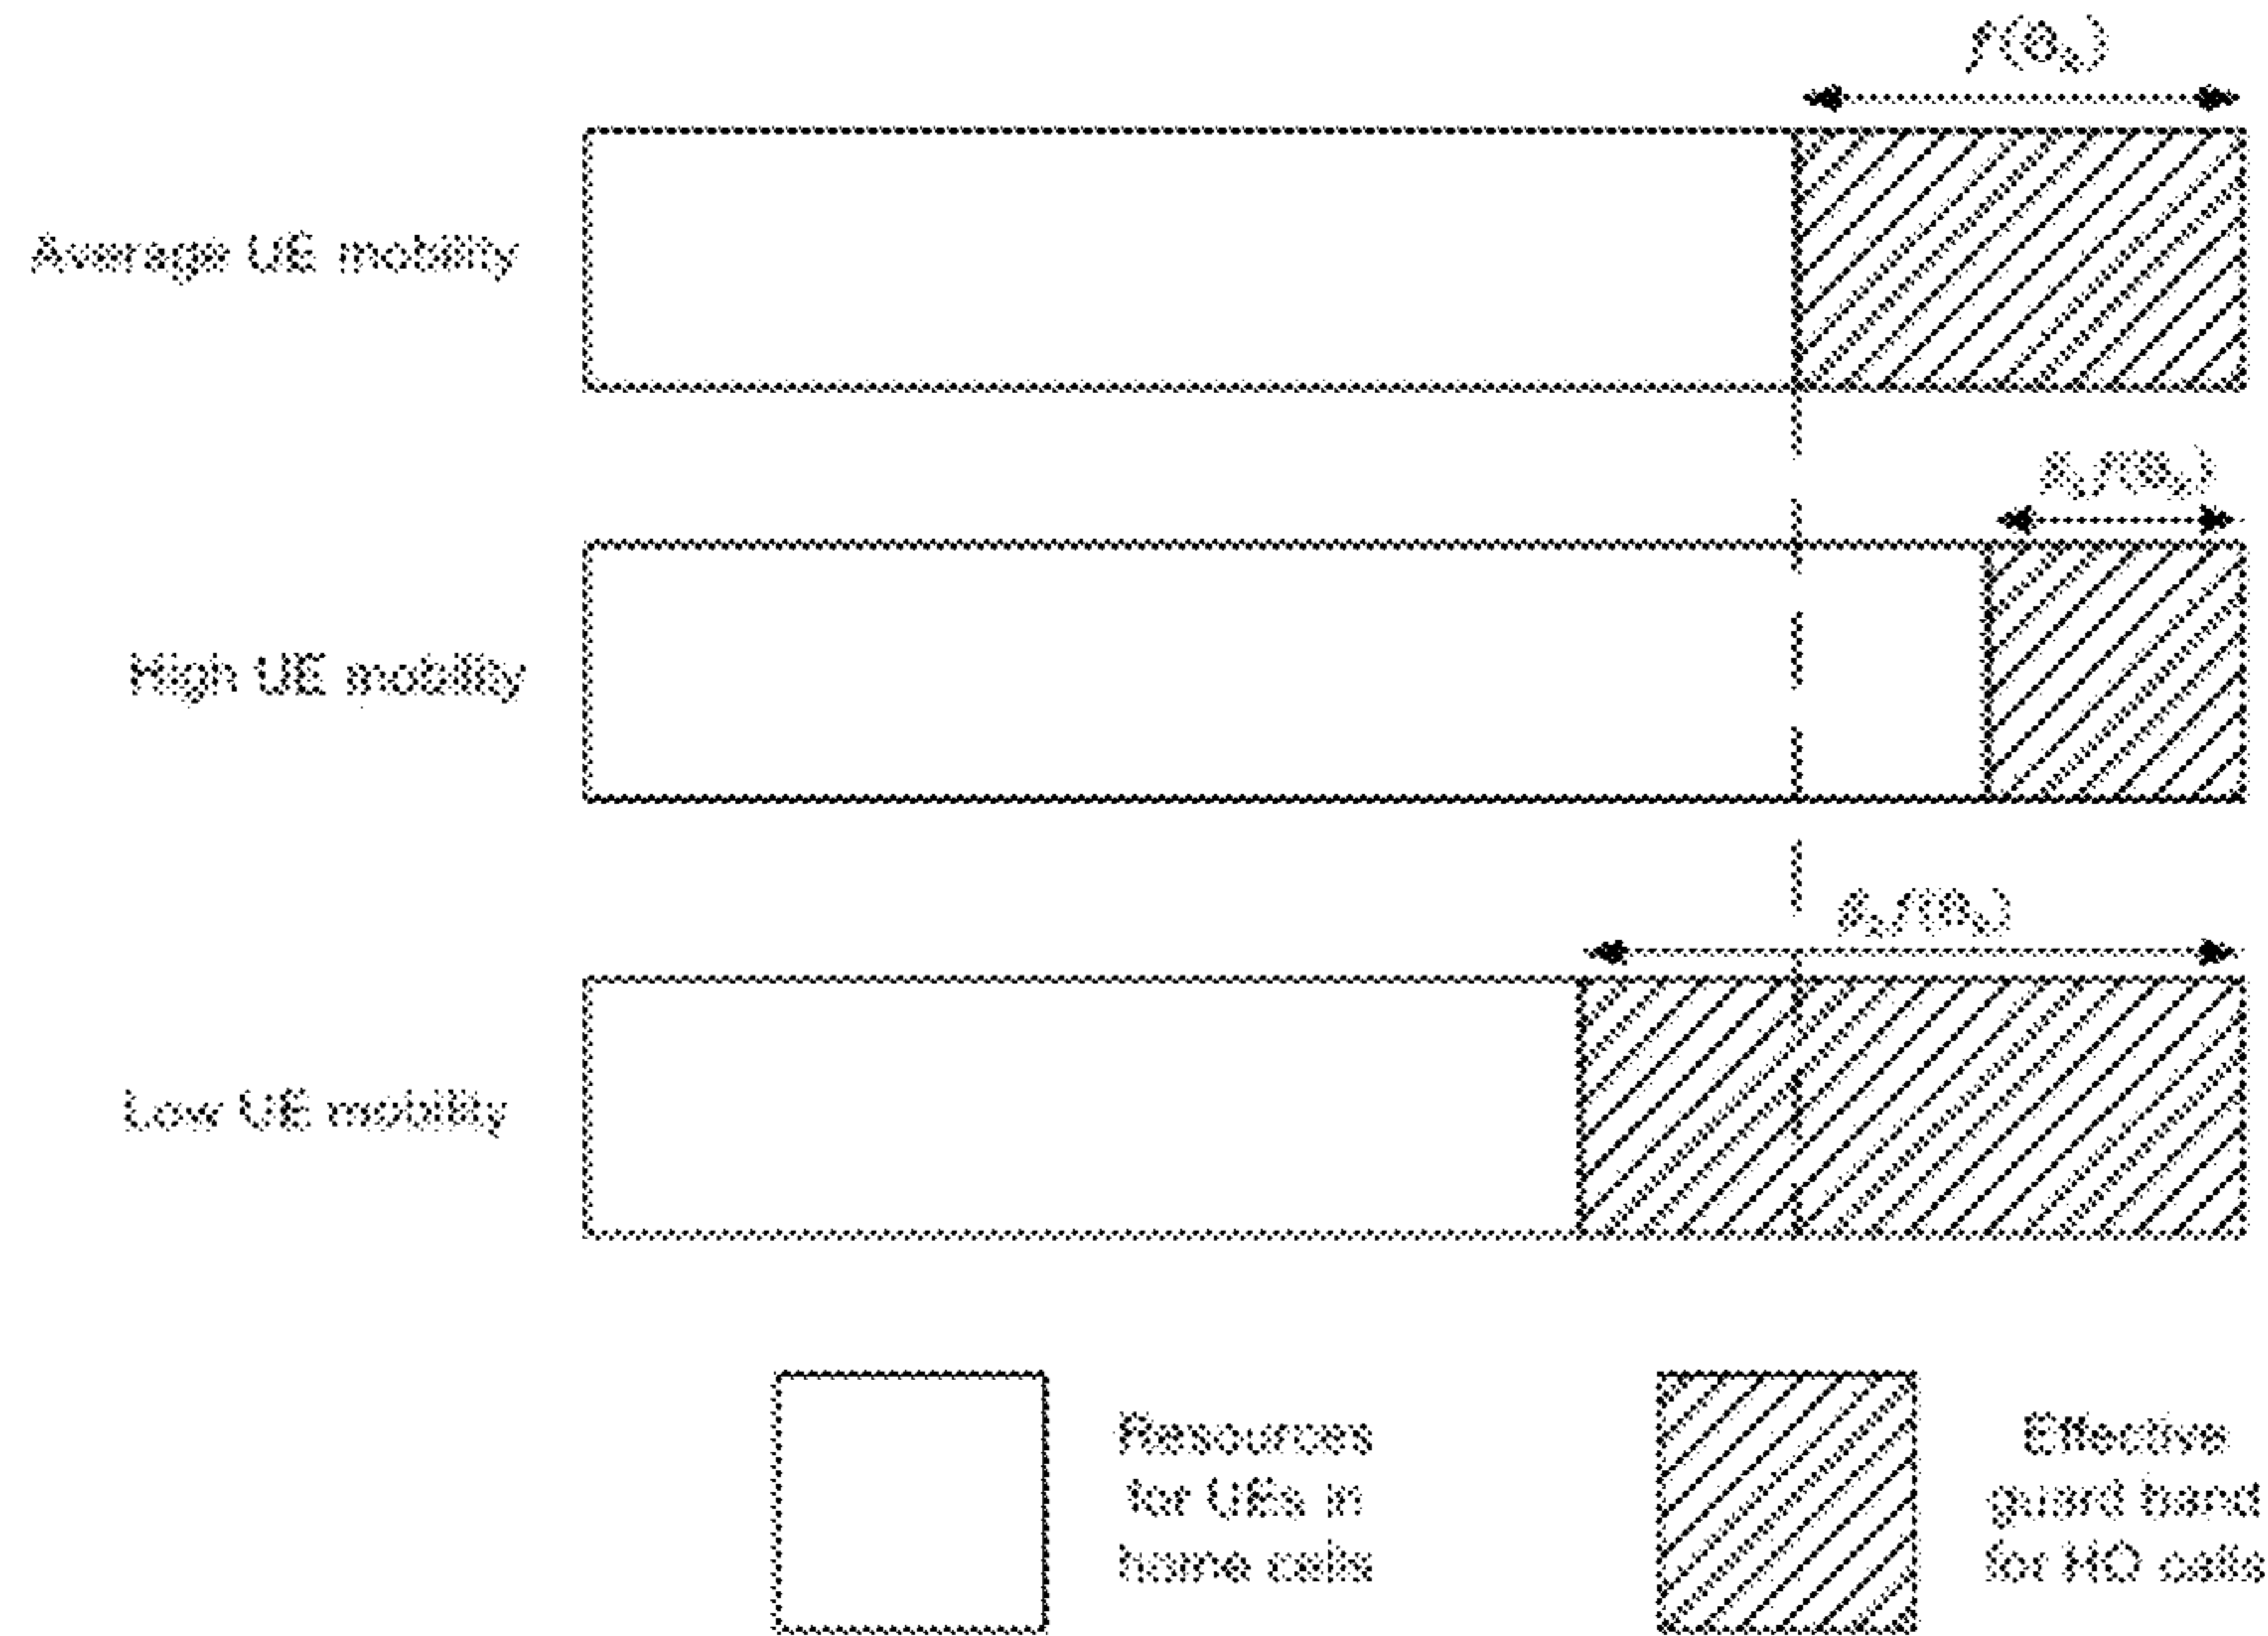 Average UE mobility
High UE mobility
Low UE mobility
Resources
for UEs in
home cells
Effective
guard band
for HO calls